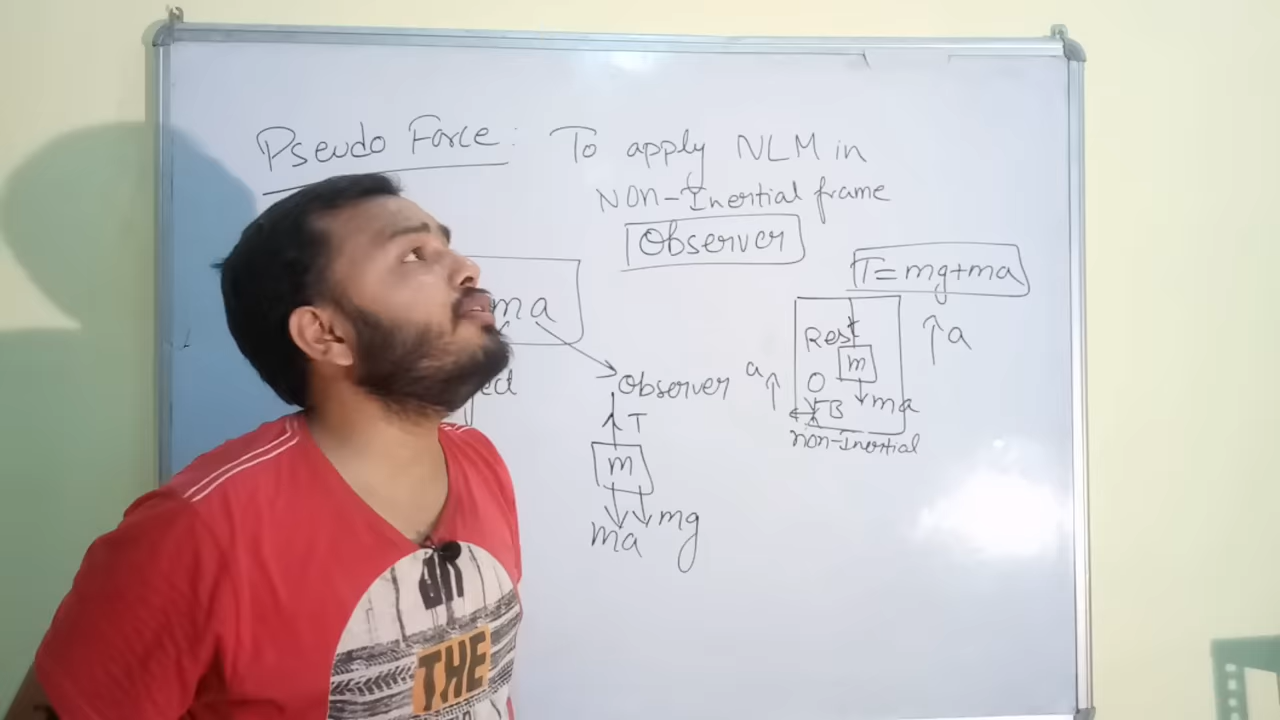 Pseudo Force: To apply NLM in
Non-Inertial frame
Observer
T=mg+ma
ma
Observer
T
m
ma
mg
a
Rest
m
O
B
ma
a
non-Inertial
THE